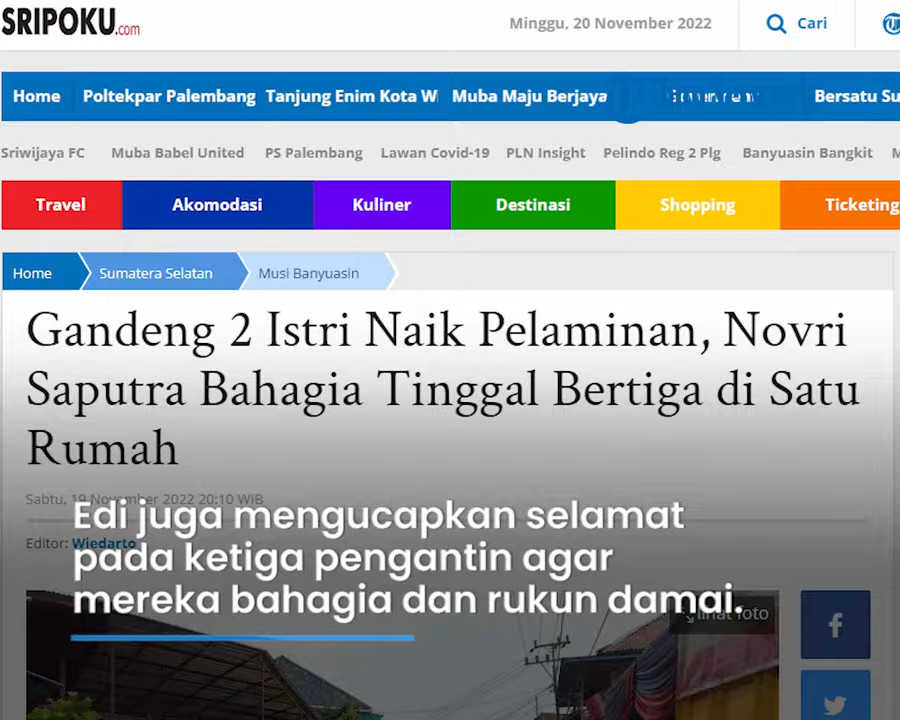 SRIPOKU.com
Minggu, 20 November 2022
Cari
Home Poltekpar Palembang Tanjung Enim Kota Wi Muba Maju Berjaya Bersatu Su
Sriwijaya FC Muba Babel United PS Palembang Lawan Covid-19 PLN Insight Pelindo Reg 2 Plg Banyuasin Bangkit M
Travel Akomodasi Kuliner Destinasi Shopping Ticketing
Home Sumatera Selatan Musi Banyuasin
Gandeng 2 Istri Naik Pelaminan, Novri
Saputra Bahagia Tinggal Bertiga di Satu
Rumah
Sabtu, 19 November 2022 20:10 WIB
Edi juga mengucapkan selamat
Editor: Wiedarto
pada ketiga pengantin agar
mereka bahagia dan rukun damai.
lihat foto